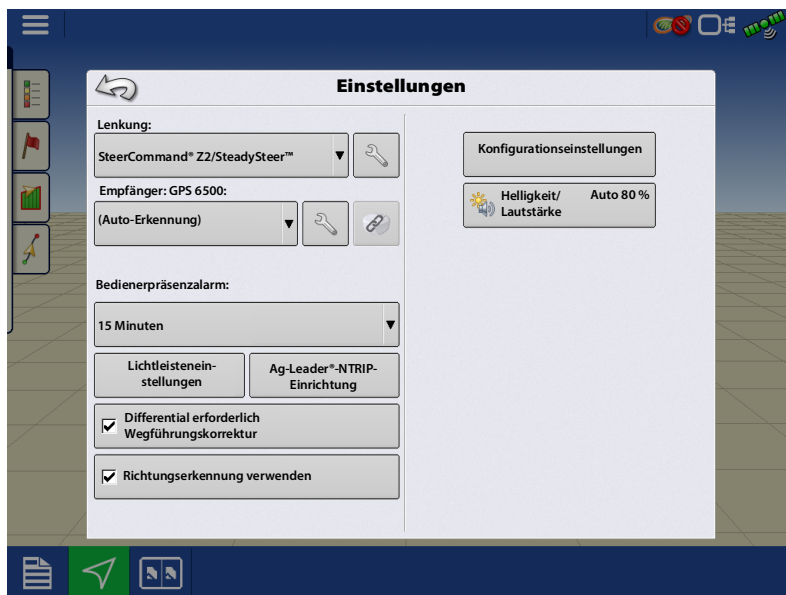 Einstellungen
Lenkung:
SteerCommand® Z2/SteadySteer™
Empfänger: GPS 6500:
(Auto-Erkennung)
Bedienerpräsenzalarm:
15 Minuten
Lichtleistenein-
stellungen
Ag-Leader®-NTRIP-
Einrichtung
Differential erforderlich
Wegführungskorrektur
Richtungserkennung verwenden
Konfigurationseinstellungen
Helligkeit/ Auto 80 %
Lautstärke